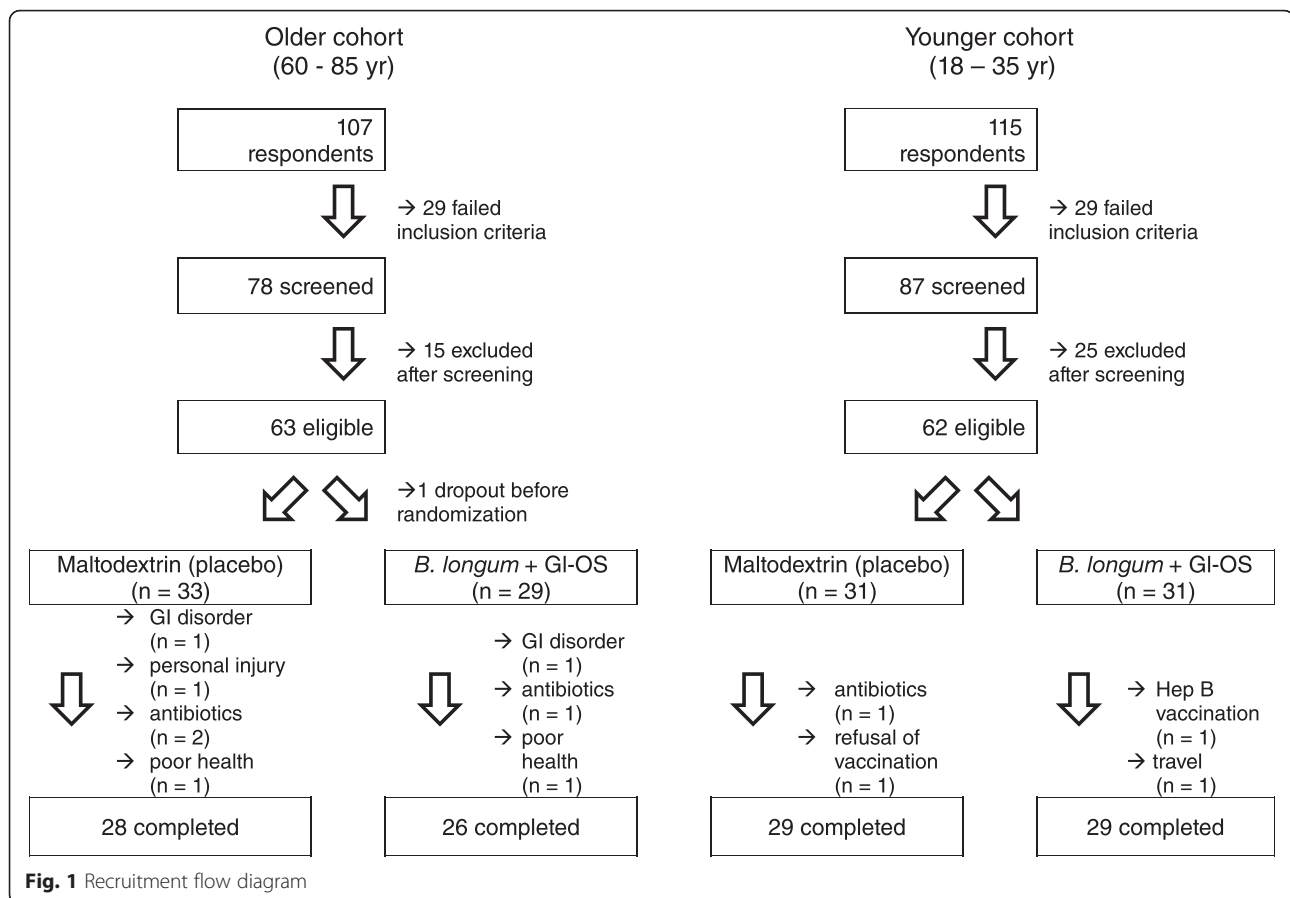 Older cohort
(60 - 85 yr)
107
respondents
→ 29 failed
inclusion criteria
78 screened
→ 15 excluded
after screening
63 eligible
→1 dropout before
randomization
Maltodextrin (placebo)
(n = 33)
→ GI disorder
(n = 1)
→ personal injury
(n = 1)
→ antibiotics
(n = 2)
→ poor health
(n = 1)
28 completed
B. longum + Gl-OS
(n = 29)
→ GI disorder
(n = 1)
→ antibiotics
(n = 1)
→ poor
health
(n = 1)
26 completed
Younger cohort
(18 – 35 yr)
115
respondents
→ 29 failed
inclusion criteria
87 screened
→ 25 excluded
after screening
62 eligible
Maltodextrin (placebo)
(n = 31)
→ antibiotics
(n = 1)
→ refusal of
vaccination
(n = 1)
29 completed
B. longum + Gl-OS
(n = 31)
→ Hep B
vaccination
(n = 1)
→ travel
(n = 1)
29 completed
Fig. 1 Recruitment flow diagram